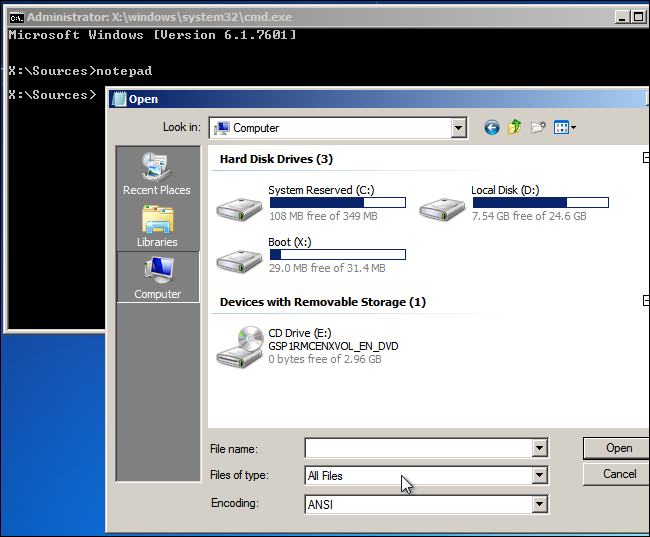 Administrator: X:\windows\system32\cmd.exe
C:\.
Microsoft Windows [Version 6.1.7601]
X:\Sources>notepad
X:\Sources>
Open
Look in:
Computer
Recent Places
Libraries
Computer
Hard Disk Drives (3)
System Reserved (C:)
108 MB free of 349 MB
Local Disk (D:)
7.54 GB free of 24.6 GB
Boot (X:)
29.0 MB free of 31.4 MB
Devices with Removable Storage (1)
CD Drive (E:)
GSP1RMCENXVOL_EN_DVD
0 bytes free of 2.96 GB
File name:
Open
Files of type:
All Files
Cancel
Encoding:
ANSI